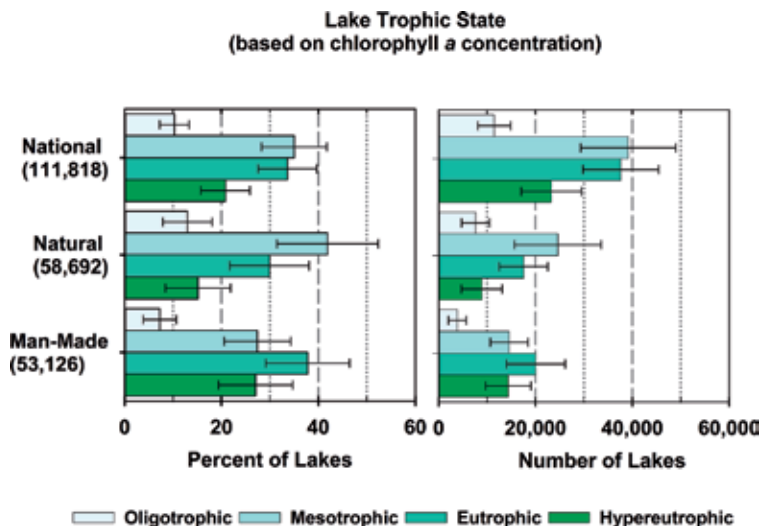 Lake Trophic State
(based on chlorophyll a concentration)
National
(111,818)
Natural
(58,692)
Man-Made
(53,126)
0 20 40 60
Percent of Lakes
0 20,000 40,000 60,000
Number of Lakes
Oligotrophic Mesotrophic Eutrophic Hypereutrophic